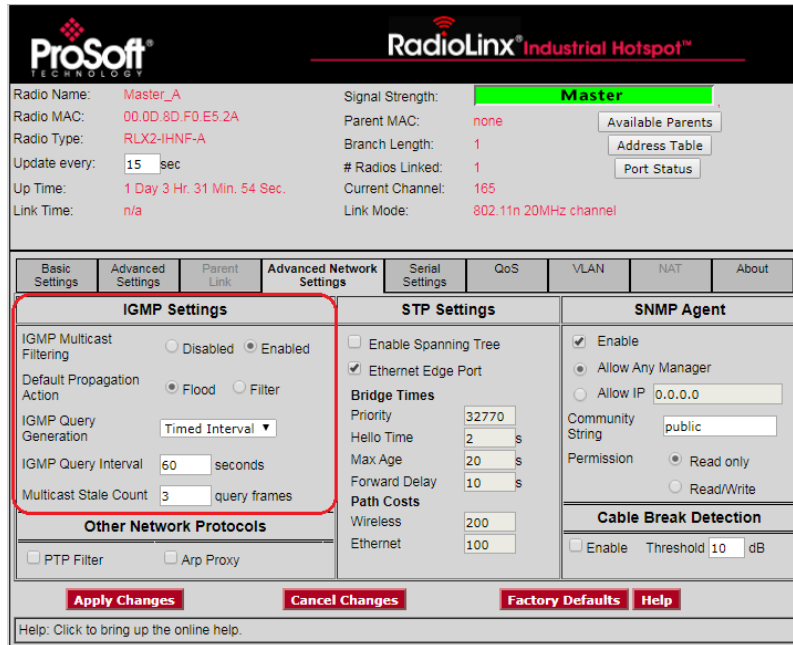 ProSoft®
TECHNOLOGY
RadioLinx® Industrial Hotspot™
Radio Name: Master_A
Radio MAC: 00.0D.8D.F0.E5.2A
Radio Type: RLX2-IHNF-A
Update every: 15 sec
Up Time: 1 Day 3 Hr. 31 Min. 54 Sec.
Link Time: n/a
Signal Strength: Master
Parent MAC: none Available Parents
Branch Length: 1 Address Table
# Radios Linked: 1 Port Status
Current Channel: 165
Link Mode: 802.11n 20MHz channel
Basic Settings
Advanced Settings
Parent Link
Advanced Network Settings
Serial Settings
QoS
VLAN
NAT
About
IGMP Settings
IGMP Multicast Filtering Disabled Enabled
Default Propagation Action Flood Filter
IGMP Query Generation Timed Interval
IGMP Query Interval 60 seconds
Multicast Stale Count 3 query frames
Other Network Protocols
PTP Filter Arp Proxy
STP Settings
Enable Spanning Tree
Ethernet Edge Port
Bridge Times
Priority 32770
Hello Time 2 s
Max Age 20 s
Forward Delay 10 s
Path Costs
Wireless 200
Ethernet 100
SNMP Agent
Enable
Allow Any Manager
Allow IP 0.0.0.0
Community String public
Permission Read only
Read/Write
Cable Break Detection
Enable Threshold 10 dB
Apply Changes Cancel Changes Factory Defaults Help
Help: Click to bring up the online help.